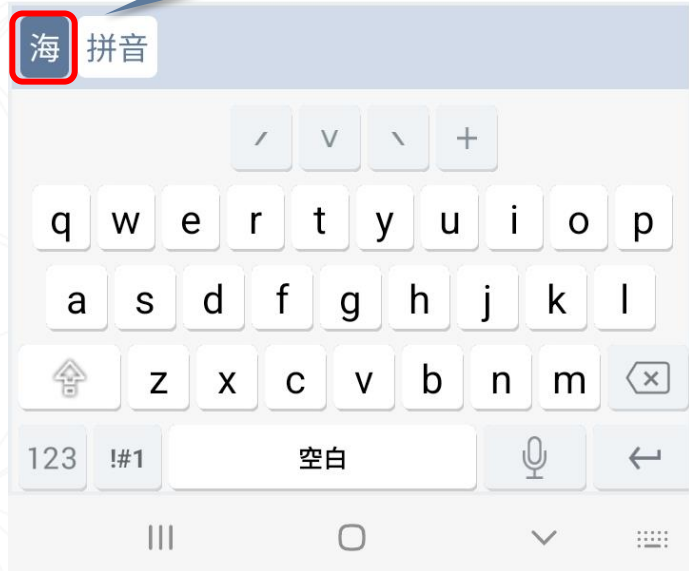 海 拼音
ˊ ˇ ˋ +
q w e r t y u i o p
a s d f g h j k l
z x c v b n m
123 !#1 空白